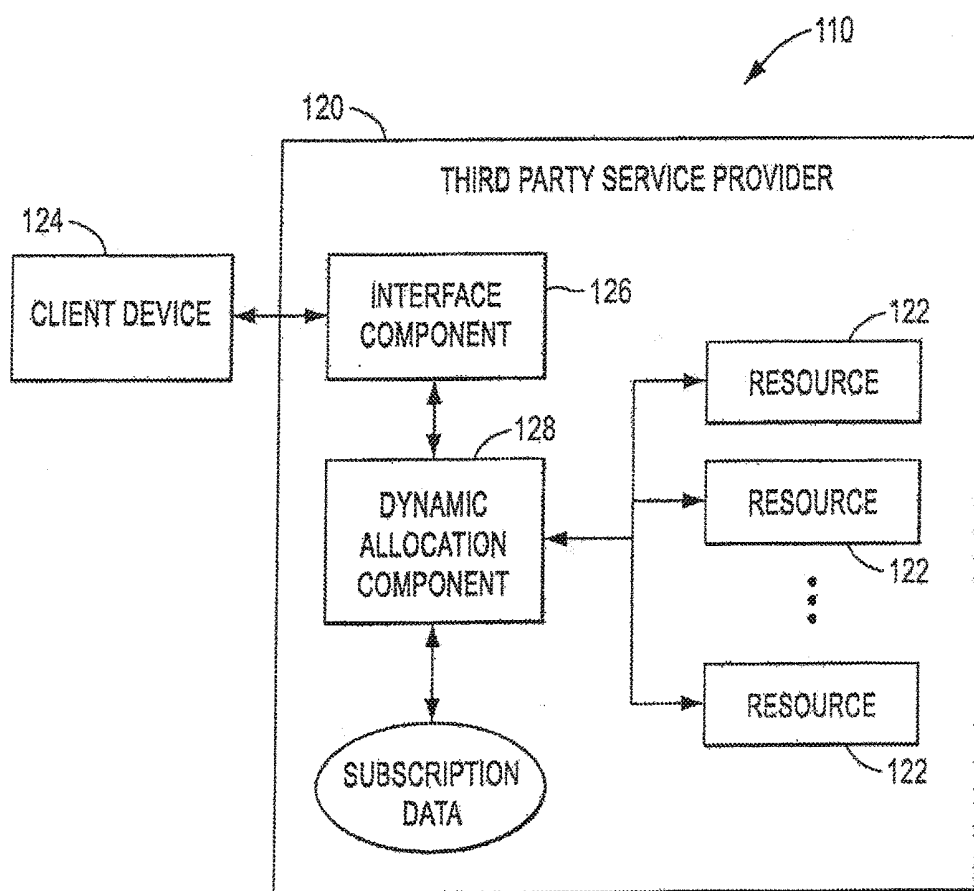 110
120
THIRD PARTY SERVICE PROVIDER
124
CLIENT DEVICE
INTERFACE
COMPONENT
126
122
RESOURCE
128
DYNAMIC
ALLOCATION
COMPONENT
RESOURCE
122
RESOURCE
122
SUBSCRIPTION
DATA